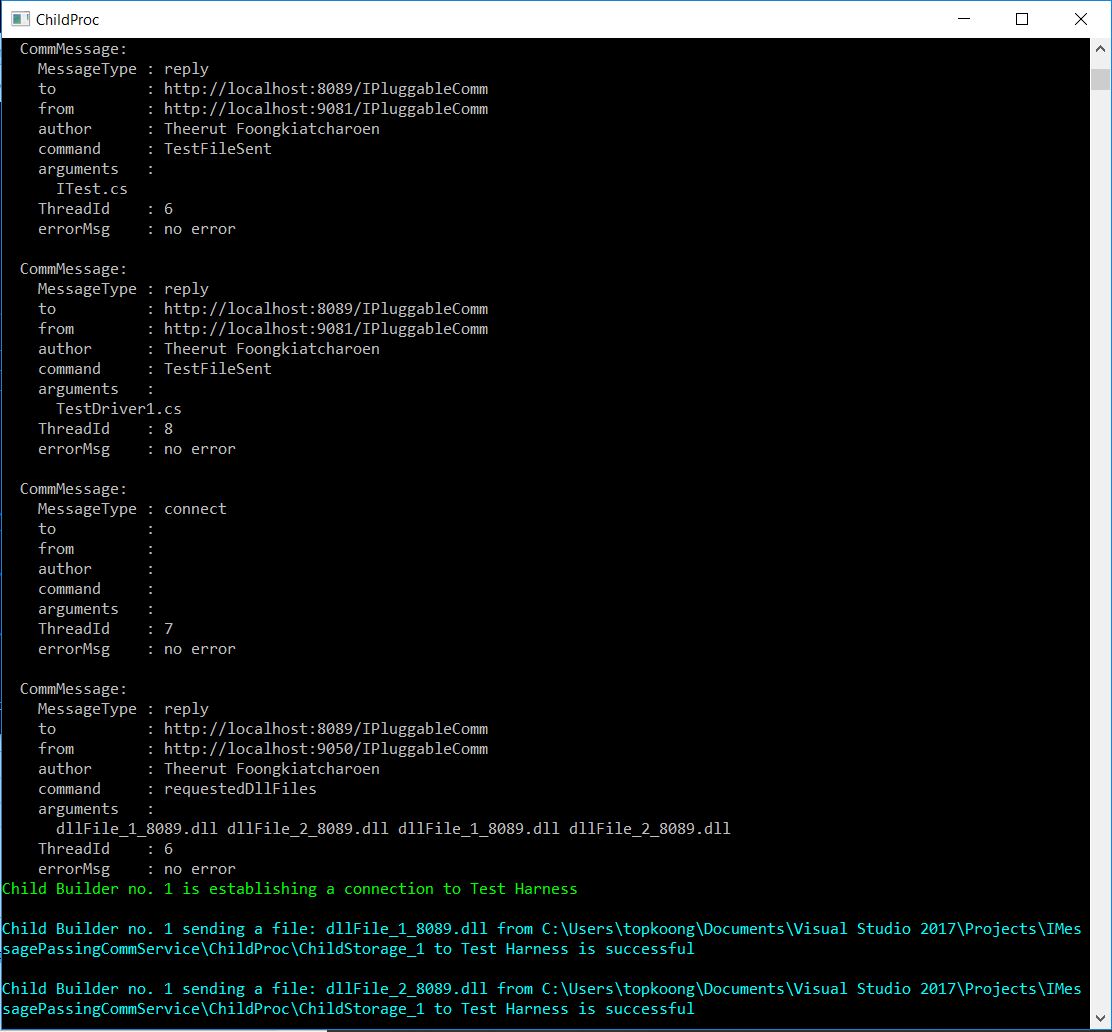 ChildProc
CommMessage:
MessageType : reply
to : http://localhost:8089/IPluggableComm
from : http://localhost:9081/IPluggableComm
author : Theerut Foongkiatcharoen
command : TestFileSent
arguments :
ITest.cs
ThreadId : 6
errorMsg : no error
CommMessage:
MessageType : reply
to : http://localhost:8089/IPluggableComm
from : http://localhost:9081/IPluggableComm
author : Theerut Foongkiatcharoen
command : TestFileSent
arguments :
TestDriver1.cs
ThreadId : 8
errorMsg : no error
CommMessage:
MessageType : connect
to :
from :
author :
command :
arguments :
ThreadId : 7
errorMsg : no error
CommMessage:
MessageType : reply
to : http://localhost:8089/IPluggableComm
from : http://localhost:9050/IPluggableComm
author : Theerut Foongkiatcharoen
command : requestedDllFiles
arguments :
dllFile_1_8089.dll dllFile_2_8089.dll dllFile_1_8089.dll dllFile_2_8089.dll
ThreadId : 6
errorMsg : no error
Child Builder no. 1 is establishing a connection to Test Harness
Child Builder no. 1 sending a file: dllFile_1_8089.dll from C:\Users\topkoong\Documents\Visual Studio 2017\Projects\IMes
sagePassingCommService\ChildProc\ChildStorage_1 to Test Harness is successful
Child Builder no. 1 sending a file: dllFile_2_8089.dll from C:\Users\topkoong\Documents\Visual Studio 2017\Projects\IMes
sagePassingCommService\ChildProc\ChildStorage_1 to Test Harness is successful